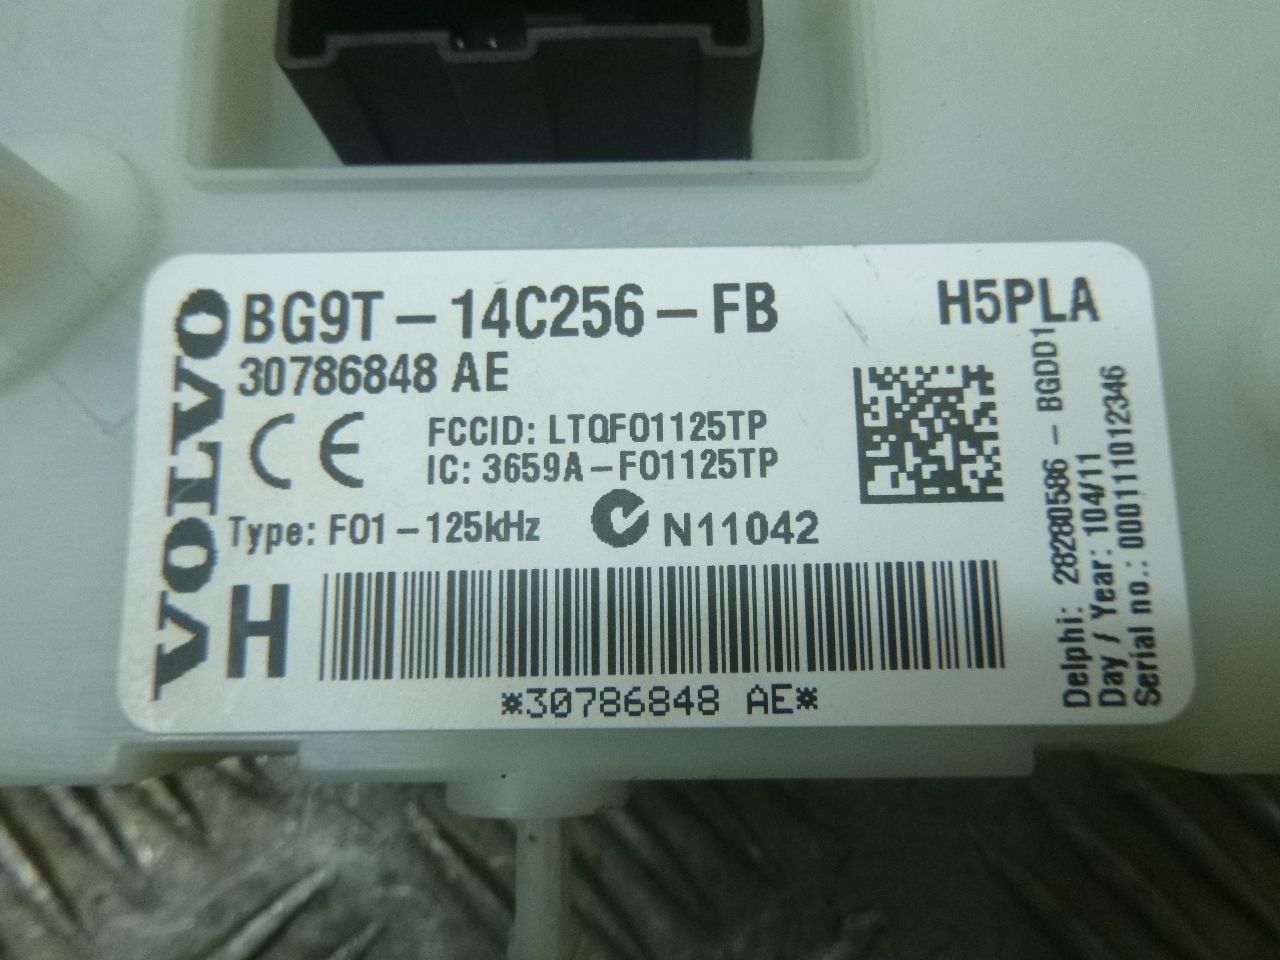 VOLVO
BG9T-14C256-FB
H5PLA
30786848 AE
CE
FCCID: LTQFO1125TP
IC: 3659A-FO1125TP
Type: FO1-125kHz
N11042
H
*30786848 AE*
Delphi: 28280586 - BGDD1
Day / Year: 104/11
Serial no.: 000111012346